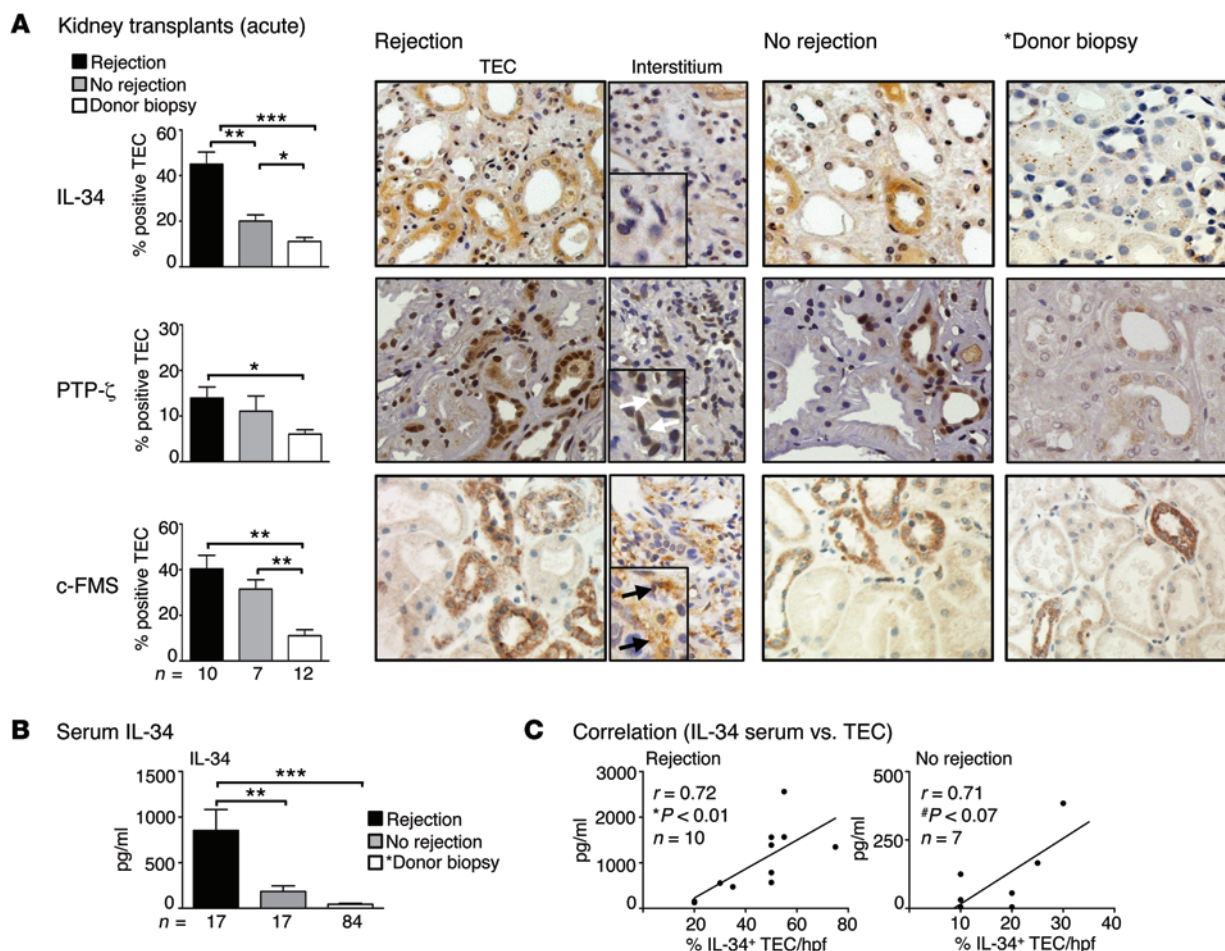 A Kidney transplants (acute)
Rejection
No rejection
Donor biopsy
Rejection
TEC
Interstitium
No rejection
*Donor biopsy
IL-34
% positive TEC
60
40
20
0
**
***
*
PTP-ζ
% positive TEC
30
20
10
0
*
c-FMS
% positive TEC
60
40
20
0
**
**
n = 10 7 12
B Serum IL-34
IL-34
pg/ml
1500
1000
500
0
***
**
Rejection
No rejection
*Donor biopsy
n = 17 17 84
C Correlation (IL-34 serum vs. TEC)
Rejection
pg/ml
3000
2000
1000
0
r = 0.72
*P < 0.01
n = 10
0 20 40 60 80
% IL-34+ TEC/hpf
No rejection
pg/ml
500
250
0
r = 0.71
#P < 0.07
n = 7
0 10 20 30 40
% IL-34+ TEC/hpf